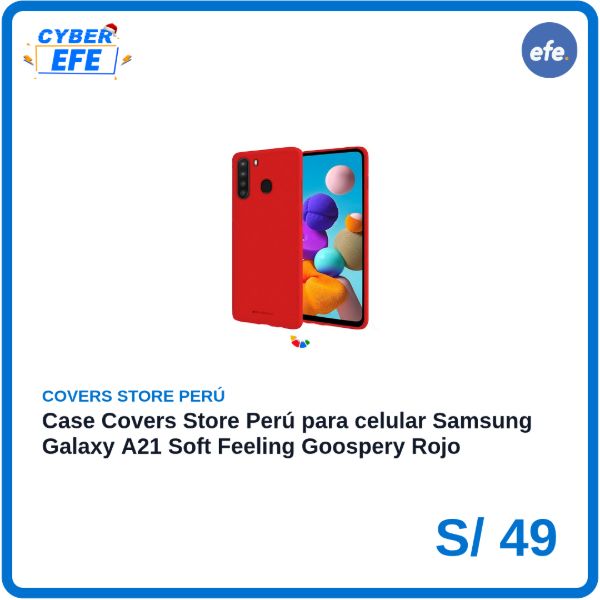 CYBER
EFE
efe.
COVERS STORE PERÚ
Case Covers Store Perú para celular Samsung
Galaxy A21 Soft Feeling Goospery Rojo
S/ 49